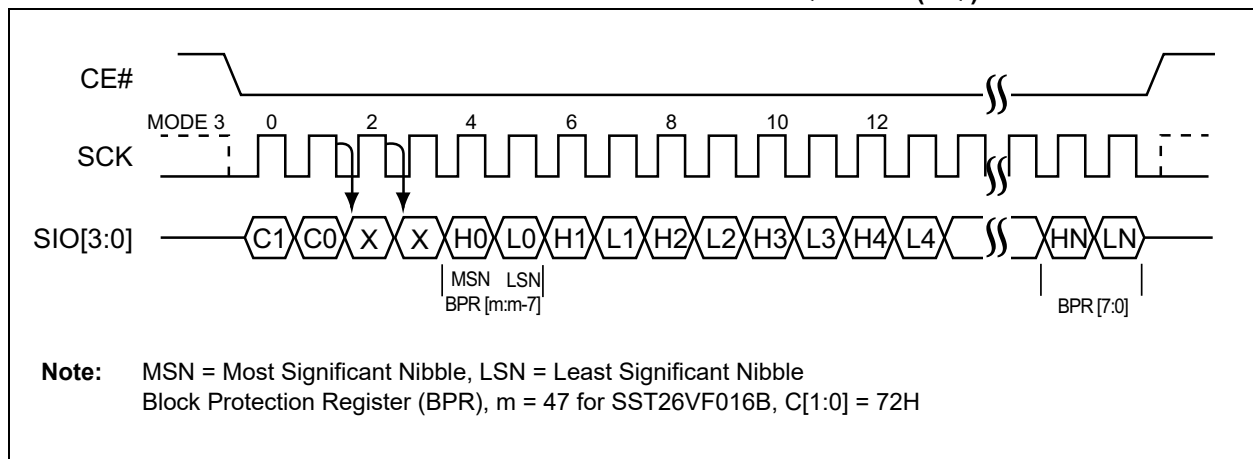 CE#
MODE 3 0 2 4 6 8 10 12
SCK
SIO[3:0] C1 C0 X X H0 L0 H1 L1 H2 L2 H3 L3 H4 L4 HN LN
MSN LSN
BPR [m:m-7]
BPR [7:0]
Note: MSN = Most Significant Nibble, LSN = Least Significant Nibble
Block Protection Register (BPR), m = 47 for SST26VF016B, C[1:0] = 72H